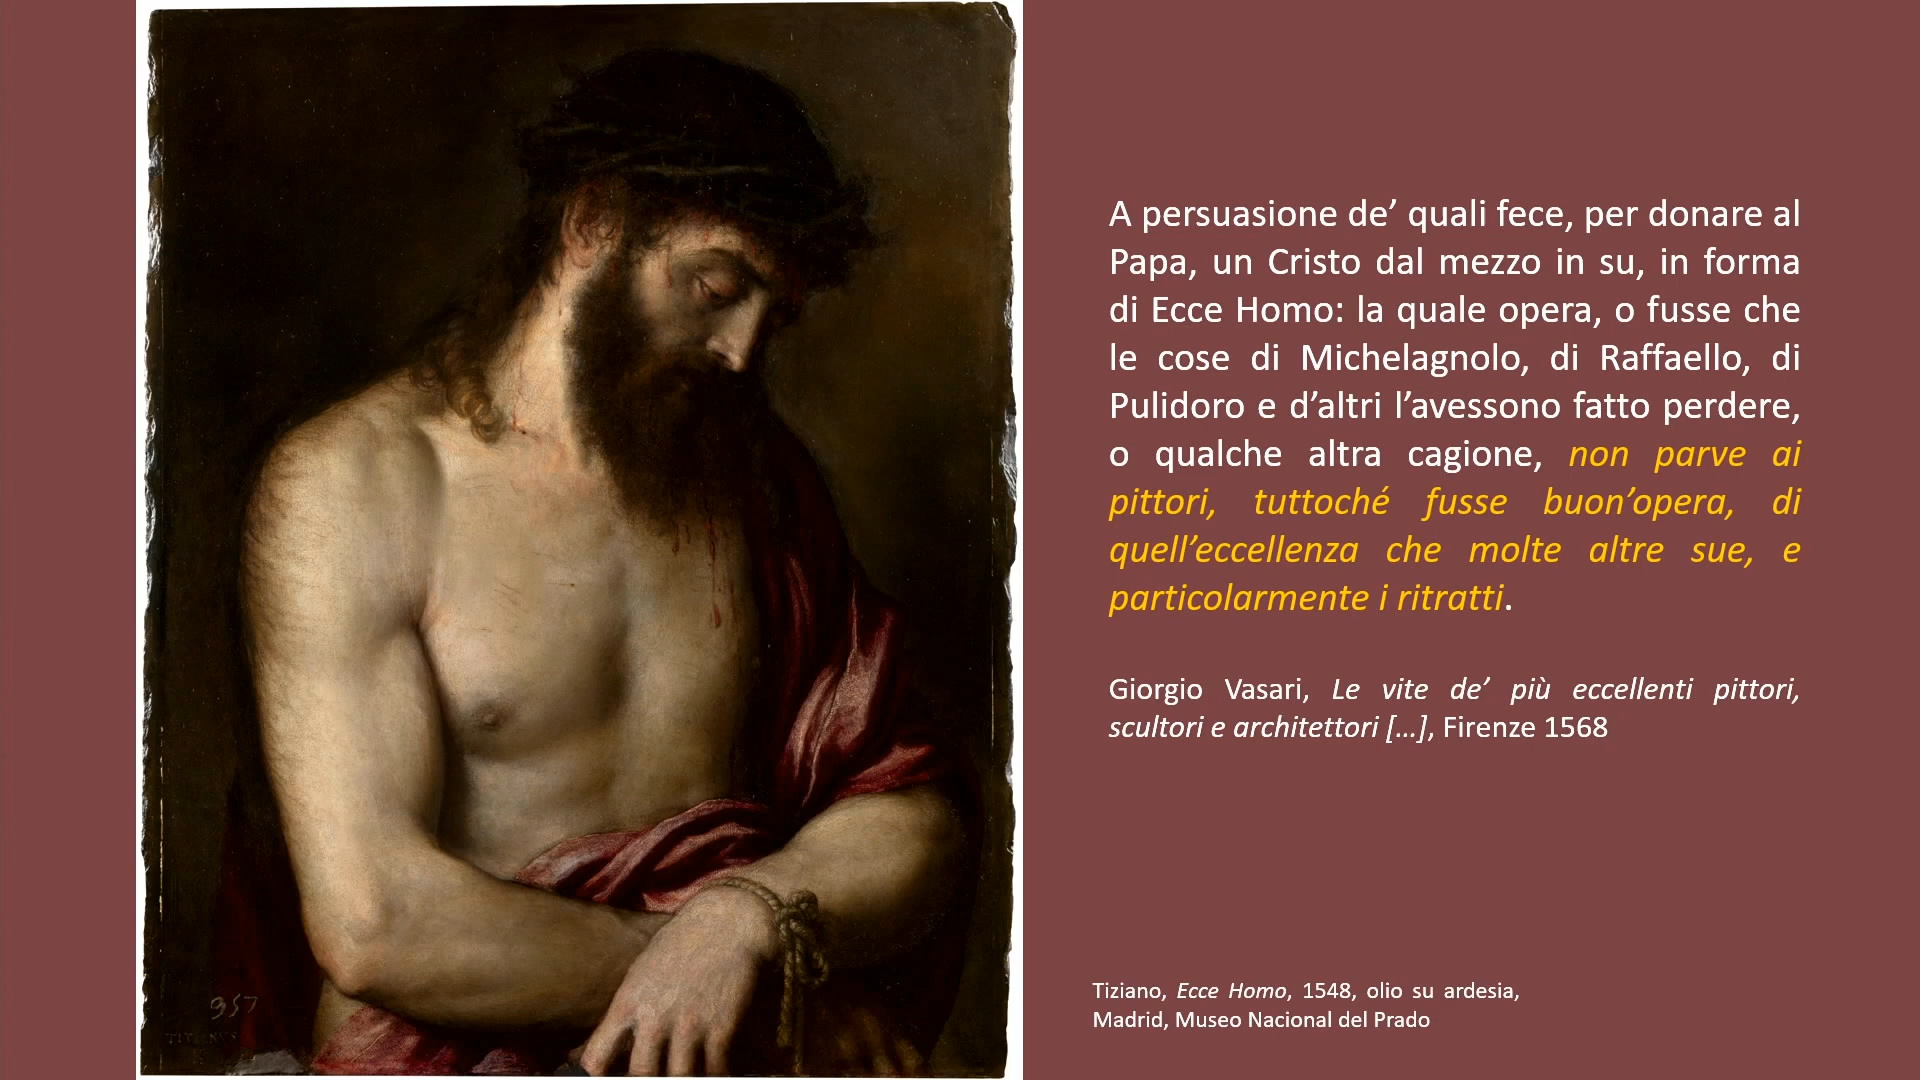 A persuasione de’ quali fece, per donare al
Papa, un Cristo dal mezzo in su, in forma
di Ecce Homo: la quale opera, o fusse che
le cose di Michelagnolo, di Raffaello, di
Pulidoro e d’altri l’avessono fatto perdere,
o qualche altra cagione, non parve ai
pittori, tuttoché fusse buon’opera, di
quell’eccellenza che molte altre sue, e
particolarmente i ritratti.
Giorgio Vasari, Le vite de’ più eccellenti pittori,
scultori e architettori [...], Firenze 1568
Tiziano, Ecce Homo, 1548, olio su ardesia,
Madrid, Museo Nacional del Prado
957